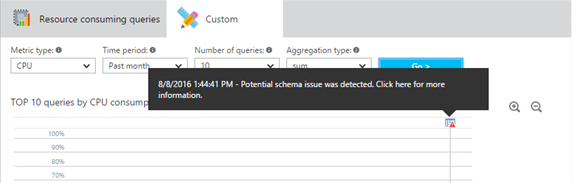 Resource consuming queries
Custom
Metric type:
Time period:
Number of queries:
Aggregation type:
CPU
Past month
10
sum
Go >
8/8/2016 1:44:41 PM - Potential schema issue was detected. Click here for more
information.
TOP 10 queries by CPU consump
100%
90%
80%
70%